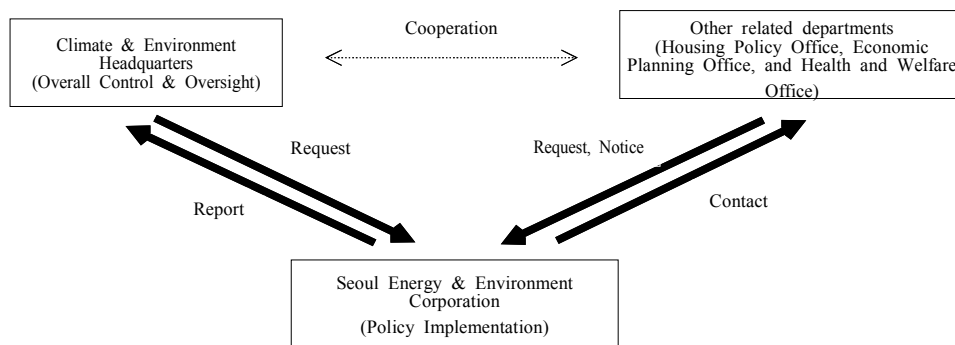 Climate & Environment
Headquarters
(Overall Control & Oversight)
Cooperation
Other related departments
(Housing Policy Office, Economic
Planning Office, and Health and Welfare
Office)
Request
Request, Notice
Report
Contact
Seoul Energy & Environment
Corporation
(Policy Implementation)